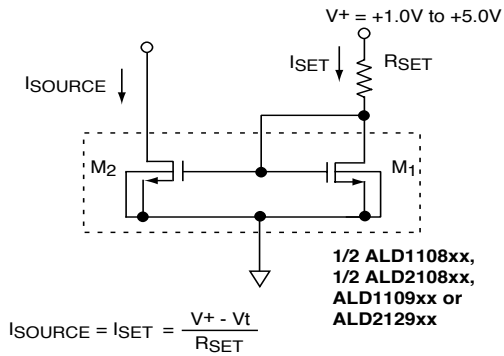 V+ = +1.0V to +5.0V
ISET
RSET
ISOURCE
M2
M1
1/2 ALD1108xx,
1/2 ALD2108xx,
ALD1109xx or
ALD2129xx
ISOURCE = ISET = V+ - Vt
RSET